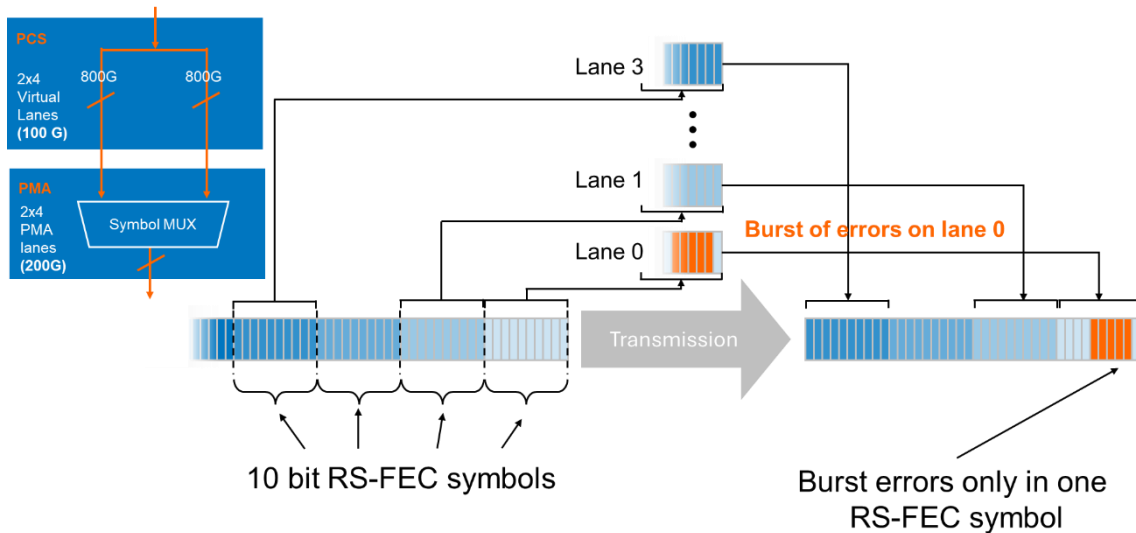 PCS
800G
800G
2x4
Virtual
Lanes
(100 G)
PMA
2x4
PMA
lanes
(200G)
Symbol MUX
Lane 3
Lane 1
Lane 0
Burst of errors on lane 0
Transmission
10 bit RS-FEC symbols
Burst errors only in one
RS-FEC symbol